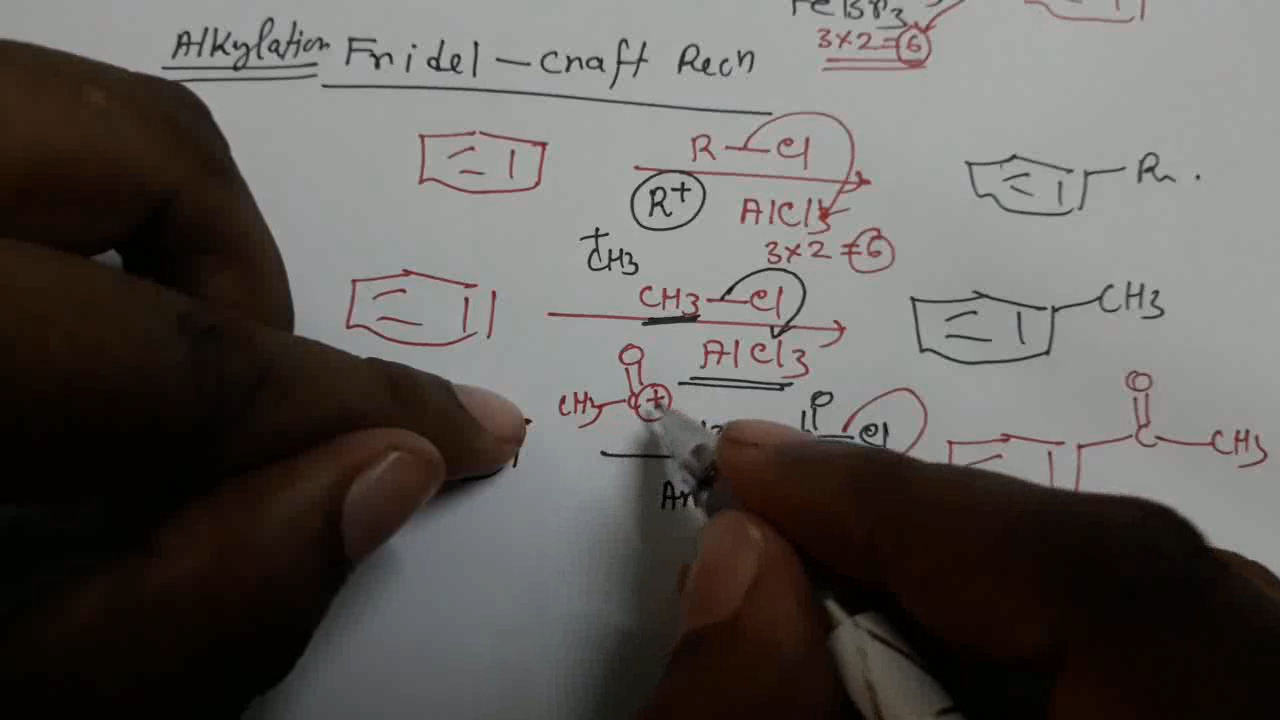 FeBr3
3×2=6
Alkylation Fridel-Craft Recn
R-Cl
R+
AlCl3
R
3×2=6
+
CH3
CH3-Cl
AlCl3
CH3
O
CH3-C+
O
Cl
O
C-CH3